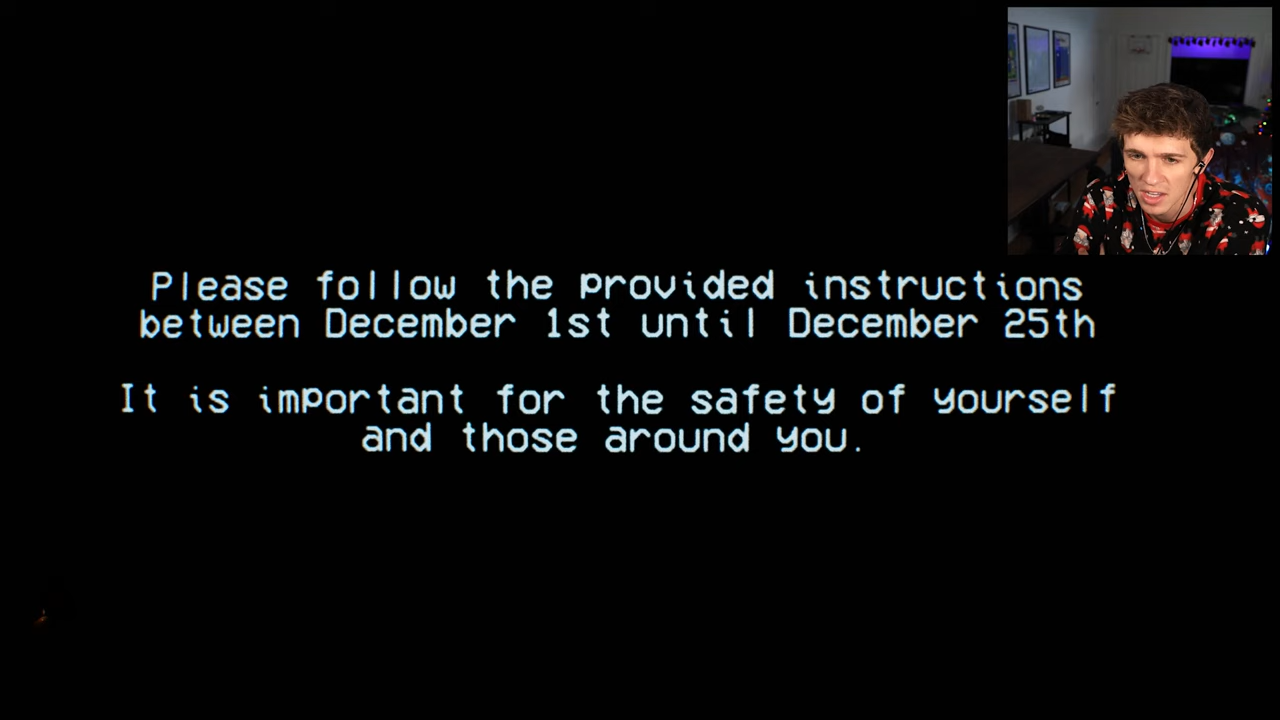 Please follow the provided instructions
between December 1st until December 25th
It is important for the safety of yourself
and those around you.